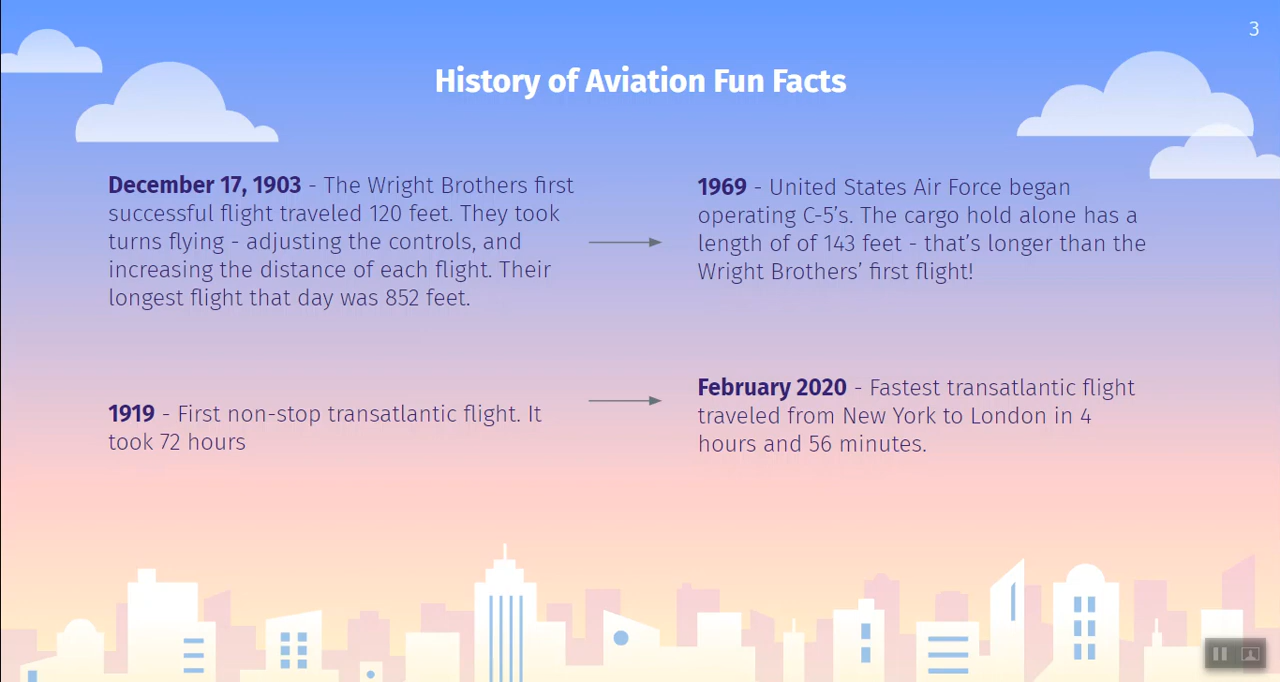 3
History of Aviation Fun Facts
December 17, 1903 - The Wright Brothers first
successful flight traveled 120 feet. They took
turns flying - adjusting the controls, and
increasing the distance of each flight. Their
longest flight that day was 852 feet.
1969 - United States Air Force began
operating C-5’s. The cargo hold alone has a
length of of 143 feet - that’s longer than the
Wright Brothers’ first flight!
1919 - First non-stop transatlantic flight. It
took 72 hours
February 2020 - Fastest transatlantic flight
traveled from New York to London in 4
hours and 56 minutes.